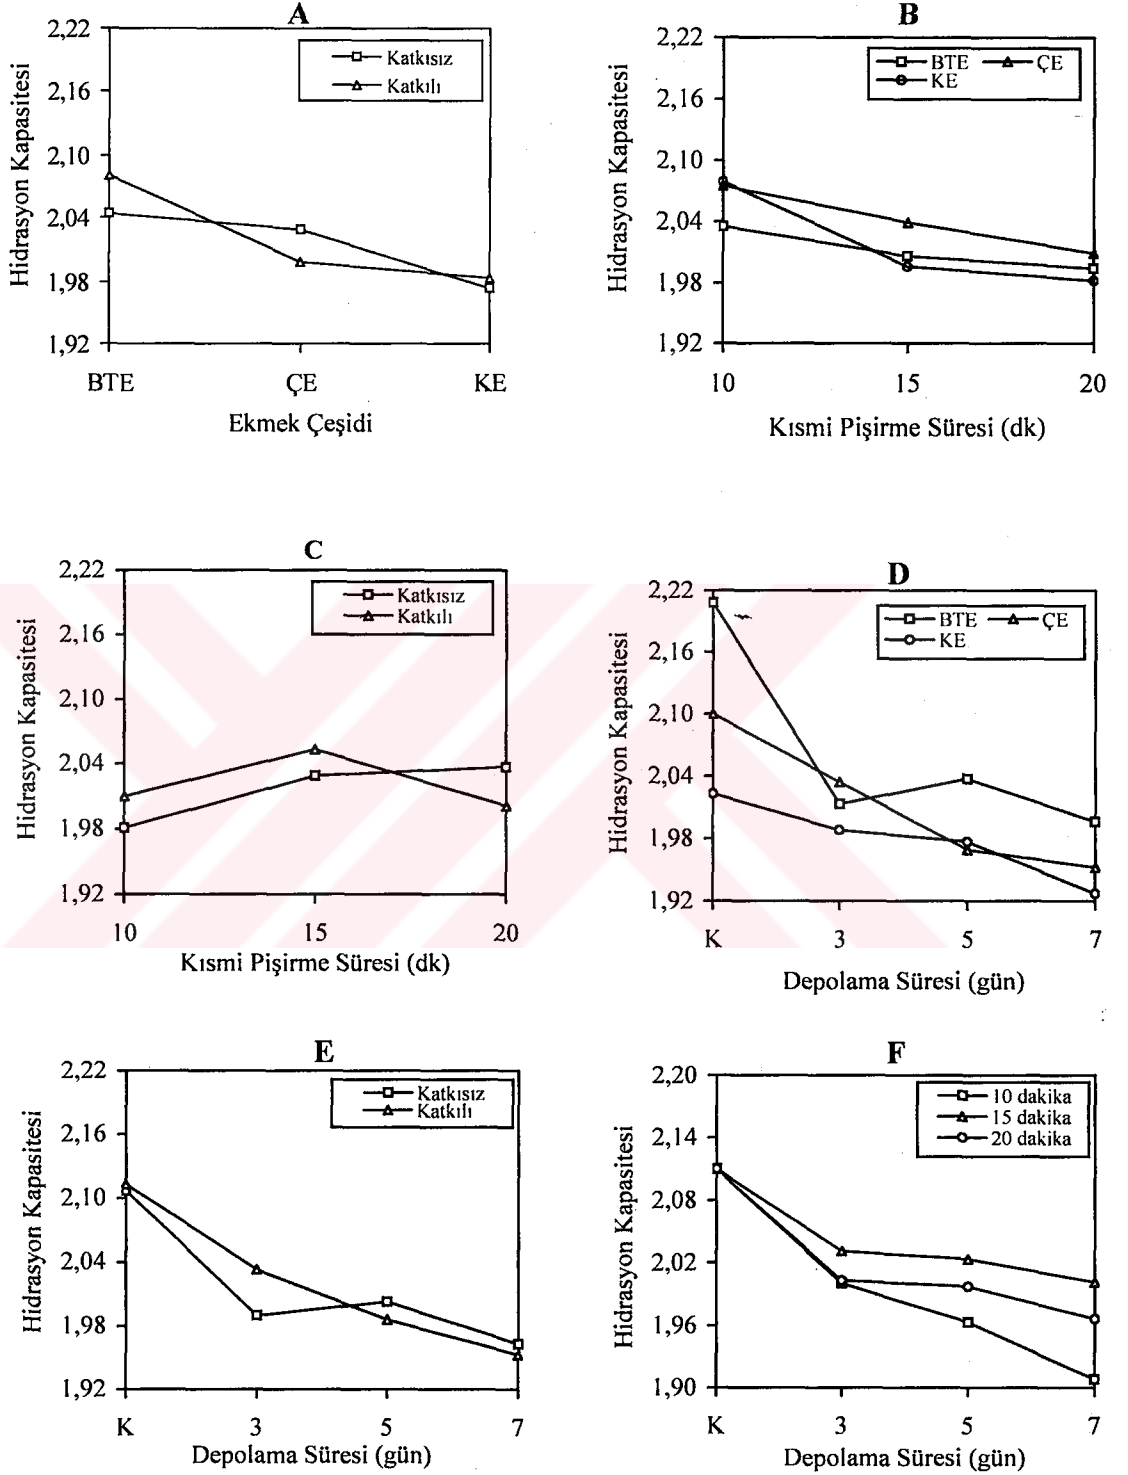 A
2,22
2,16
2,10
2,04
1,98
1,92
Hidrasyon Kapasitesi
Katkısız
Katkılı
BTE ÇE KE
Ekmek Çeşidi
B
2,22
2,16
2,10
2,04
1,98
1,92
Hidrasyon Kapasitesi
BTE ÇE
KE
10 15 20
Kısmi Pişirme Süresi (dk)
C
2,22
2,16
2,10
2,04
1,98
1,92
Hidrasyon Kapasitesi
Katkısız
Katkılı
10 15 20
Kısmi Pişirme Süresi (dk)
D
2,22
2,16
2,10
2,04
1,98
1,92
Hidrasyon Kapasitesi
BTE ÇE
KE
K 3 5 7
Depolama Süresi (gün)
E
2,22
2,16
2,10
2,04
1,98
1,92
Hidrasyon Kapasitesi
Katkısız
Katkılı
K 3 5 7
Depolama Süresi (gün)
F
2,20
2,14
2,08
2,02
1,96
1,90
Hidrasyon Kapasitesi
10 dakika
15 dakika
20 dakika
K 3 5 7
Depolama Süresi (gün)